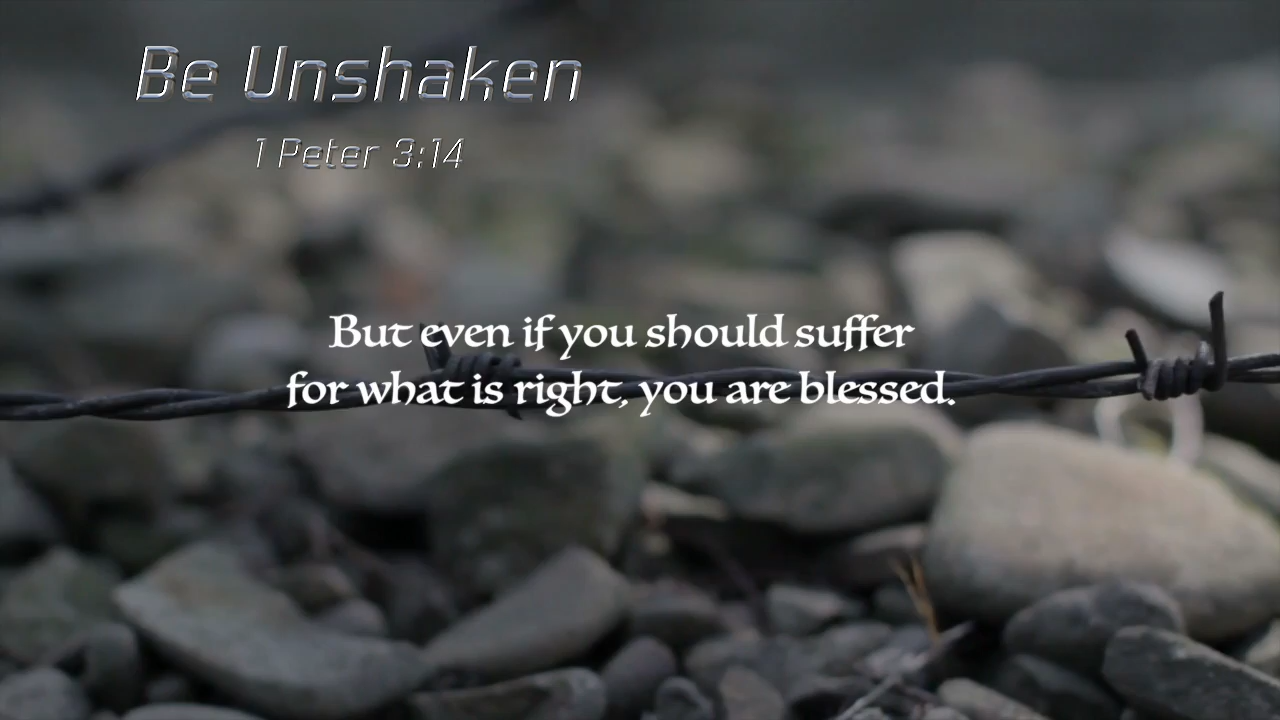 Be Unshaken
1 Peter 3:14
But even if you should suffer
for what is right, you are blessed.